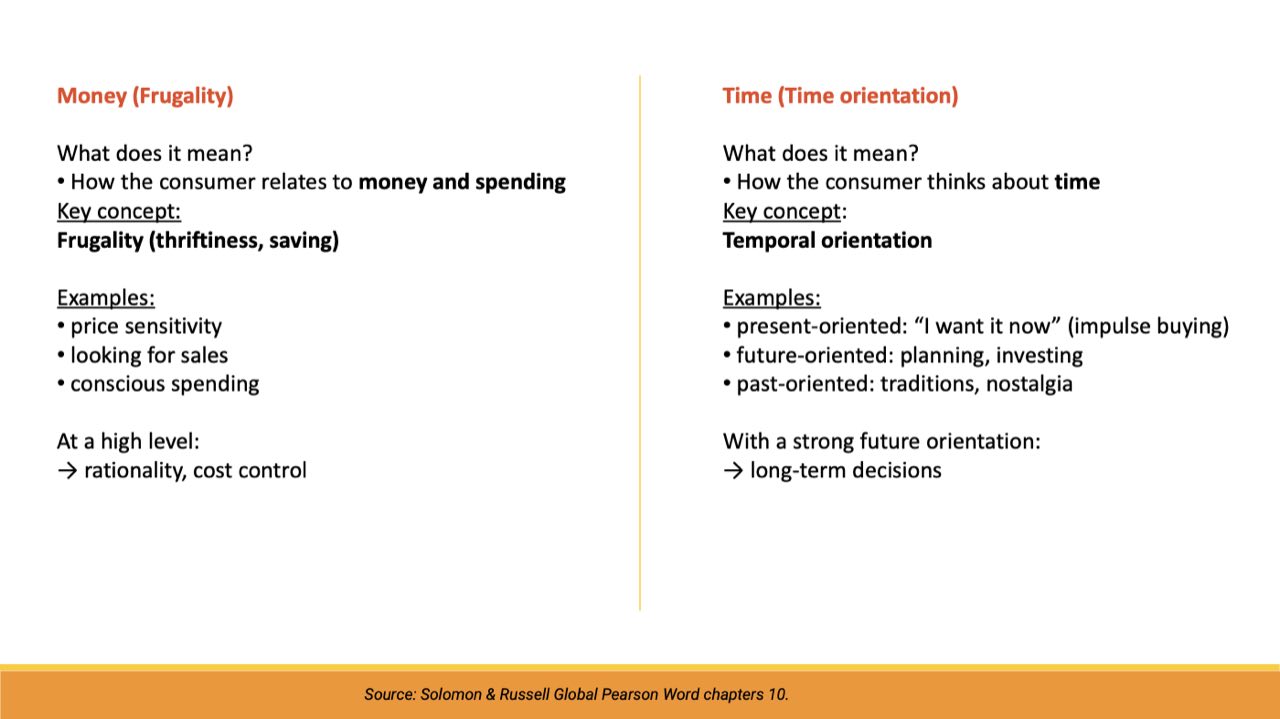 Money (Frugality)
What does it mean?
• How the consumer relates to money and spending
Key concept:
Frugality (thriftiness, saving)
Examples:
• price sensitivity
• looking for sales
• conscious spending
At a high level:
→ rationality, cost control
Time (Time orientation)
What does it mean?
• How the consumer thinks about time
Key concept:
Temporal orientation
Examples:
• present-oriented: “I want it now” (impulse buying)
• future-oriented: planning, investing
• past-oriented: traditions, nostalgia
With a strong future orientation:
→ long-term decisions
Source: Solomon & Russell Global Pearson Word chapters 10.